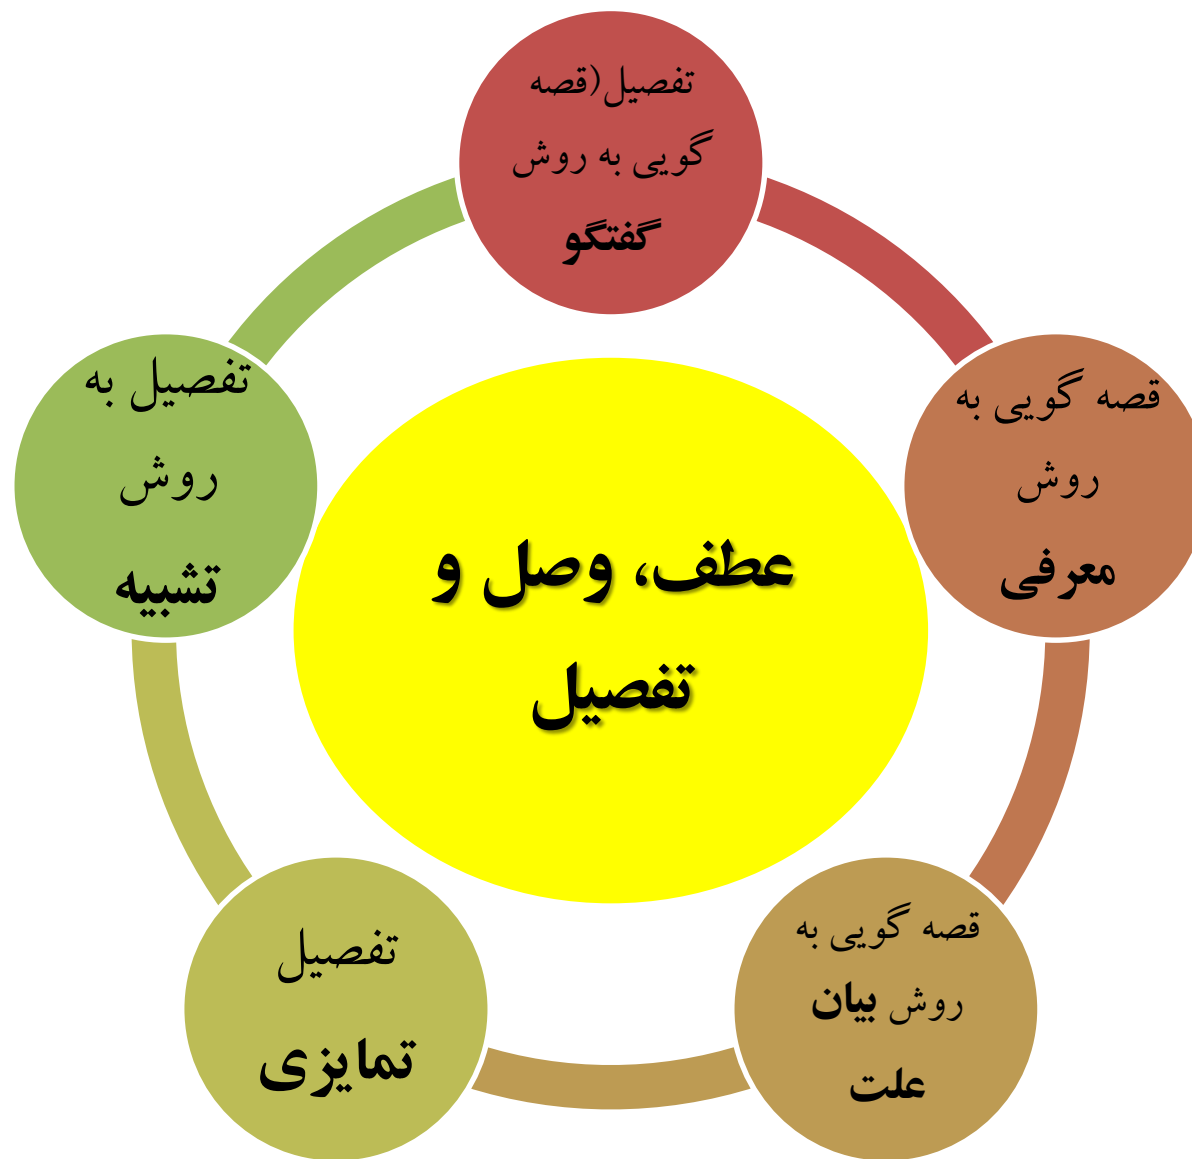 تفصیل(قصه
گویی به روش
گفتگو
قصه گویی به
روش
معرفی
قصه گویی به
روش بیان
علت
تفصیل
تمایزی
تفصیل به
روش
تشبیه
عطف، وصل و
تفصیل